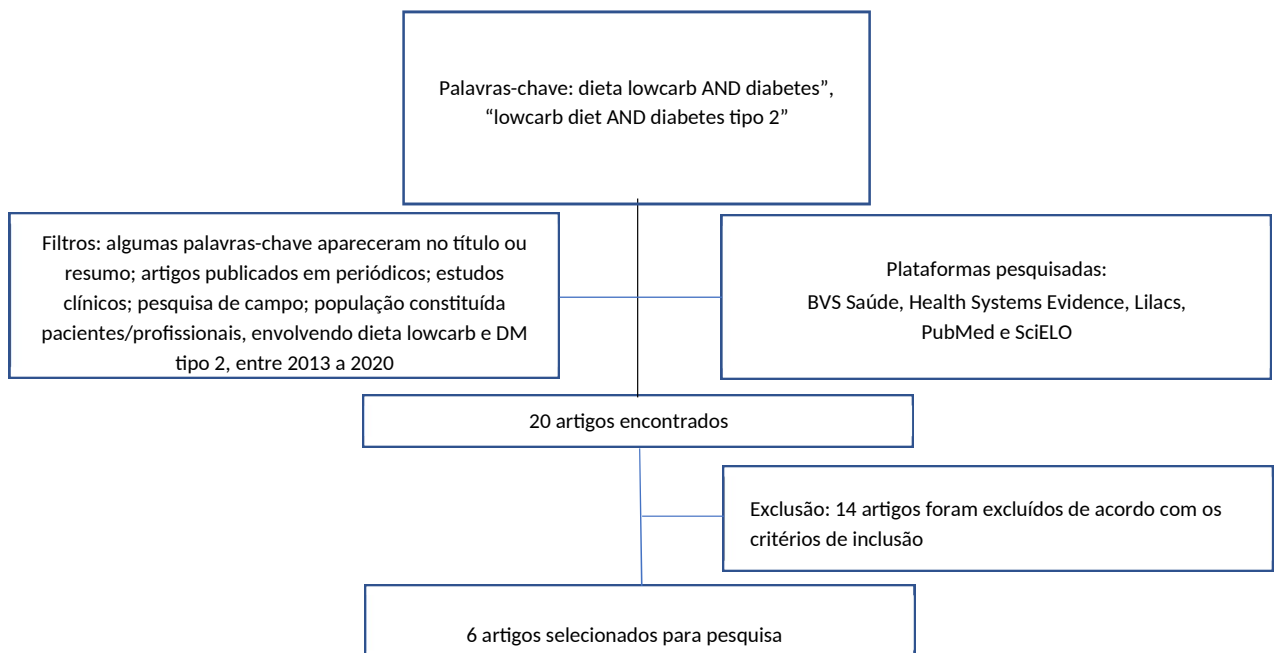 Palavras-chave: dieta lowcarb AND diabetes”,
“lowcarb diet AND diabetes tipo 2”
Filtros: algumas palavras-chave apareceram no título ou
resumo; artigos publicados em periódicos; estudos
clínicos; pesquisa de campo; população constituída
pacientes/profissionais, envolvendo dieta lowcarb e DM
tipo 2, entre 2013 a 2020
Plataformas pesquisadas:
BVS Saúde, Health Systems Evidence, Lilacs,
PubMed e SciELO
20 artigos encontrados
Exclusão: 14 artigos foram excluídos de acordo com os
critérios de inclusão
6 artigos selecionados para pesquisa